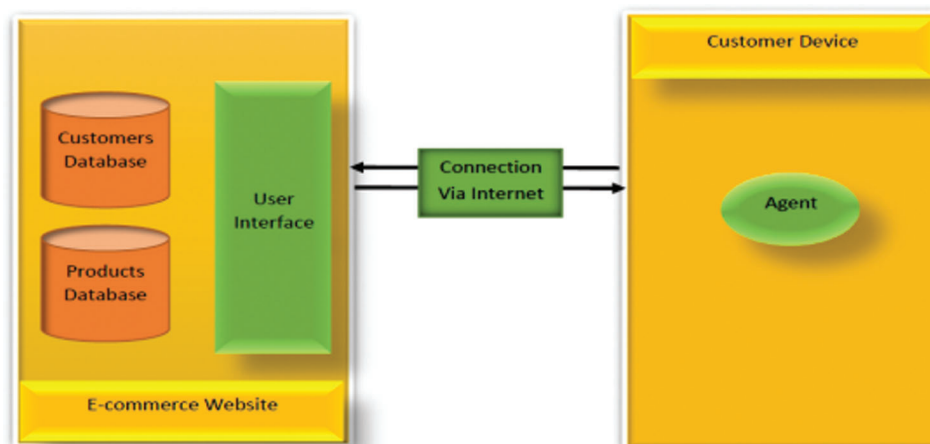 Customers
Database
Products
Database
User
Interface
E-commerce Website
Connection
Via Internet
Customer Device
Agent